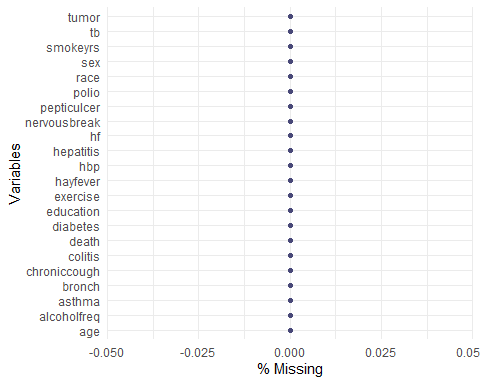 tumor
tb
smokeyrs
sex
race
polio
pepticulcer
nervousbreak
hf
hepatitis
hbp
hayfever
exercise
education
diabetes
death
colitis
chroniccough
bronch
asthma
alcoholfreq
age
Variables
-0.050 -0.025 0.000 0.025 0.05
% Missing